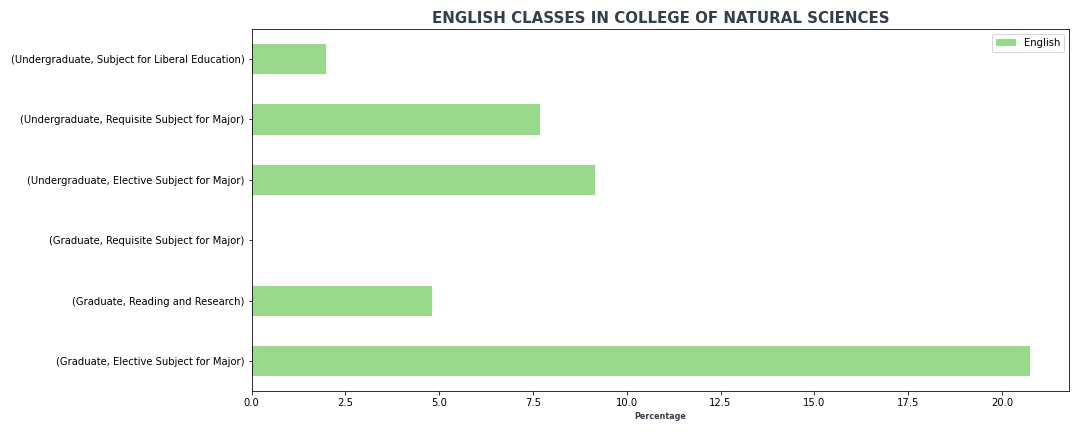 ENGLISH CLASSES IN COLLEGE OF NATURAL SCIENCES
English
(Undergraduate, Subject for Liberal Education)
(Undergraduate, Requisite Subject for Major)
(Undergraduate, Elective Subject for Major)
(Graduate, Requisite Subject for Major)
(Graduate, Reading and Research)
(Graduate, Elective Subject for Major)
0.0 2.5 5.0 7.5 10.0 12.5 15.0 17.5 20.0
Percentage